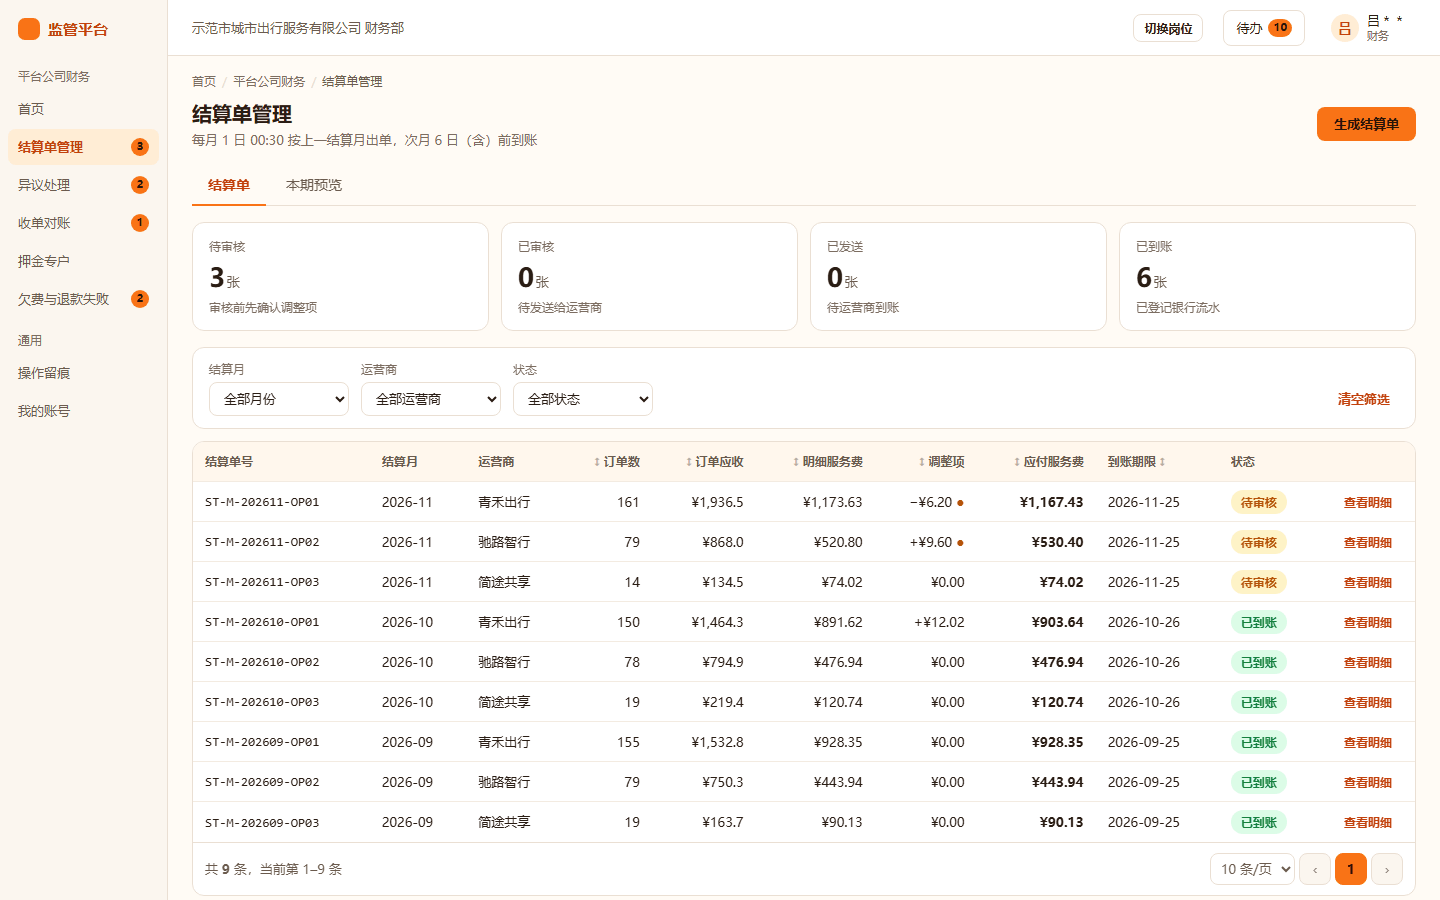 监管平台
平台公司财务
首页
结算单管理 3
异议处理 2
收单对账 1
押金专户
欠费与退款失败 2
通用
操作留痕
我的账号
示范市城市出行服务有限公司 财务部
切换岗位
待办 10
吕 吕＊＊
财务
首页 / 平台公司财务 / 结算单管理
结算单管理
每月 1 日 00:30 按上一结算月出单，次月 6 日（含）前到账
生成结算单
结算单 本期预览
待审核
3 张
审核前先确认调整项
已审核
0 张
待发送给运营商
已发送
0 张
待运营商到账
已到账
6 张
已登记银行流水
结算月 运营商 状态
全部月份 全部运营商 全部状态 清空筛选
结算单号 结算月 运营商 ↕ 订单数 ↕ 订单应收 ↕ 明细服务费 ↕ 调整项 ↕ 应付服务费 到账期限 ↕ 状态
ST-M-202611-OP01 2026-11 青禾出行 161 ¥1,936.5 ¥1,173.63 −¥6.20 ● ¥1,167.43 2026-11-25 待审核 查看明细
ST-M-202611-OP02 2026-11 驰路智行 79 ¥868.0 ¥520.80 +¥9.60 ● ¥530.40 2026-11-25 待审核 查看明细
ST-M-202611-OP03 2026-11 简途共享 14 ¥134.5 ¥74.02 ¥0.00 ¥74.02 2026-11-25 待审核 查看明细
ST-M-202610-OP01 2026-10 青禾出行 150 ¥1,464.3 ¥891.62 +¥12.02 ¥903.64 2026-10-26 已到账 查看明细
ST-M-202610-OP02 2026-10 驰路智行 78 ¥794.9 ¥476.94 ¥0.00 ¥476.94 2026-10-26 已到账 查看明细
ST-M-202610-OP03 2026-10 简途共享 19 ¥219.4 ¥120.74 ¥0.00 ¥120.74 2026-10-26 已到账 查看明细
ST-M-202609-OP01 2026-09 青禾出行 155 ¥1,532.8 ¥928.35 ¥0.00 ¥928.35 2026-09-25 已到账 查看明细
ST-M-202609-OP02 2026-09 驰路智行 79 ¥750.3 ¥443.94 ¥0.00 ¥443.94 2026-09-25 已到账 查看明细
ST-M-202609-OP03 2026-09 简途共享 19 ¥163.7 ¥90.13 ¥0.00 ¥90.13 2026-09-25 已到账 查看明细
共 9 条，当前第 1–9 条 10 条/页 ‹ 1 ›